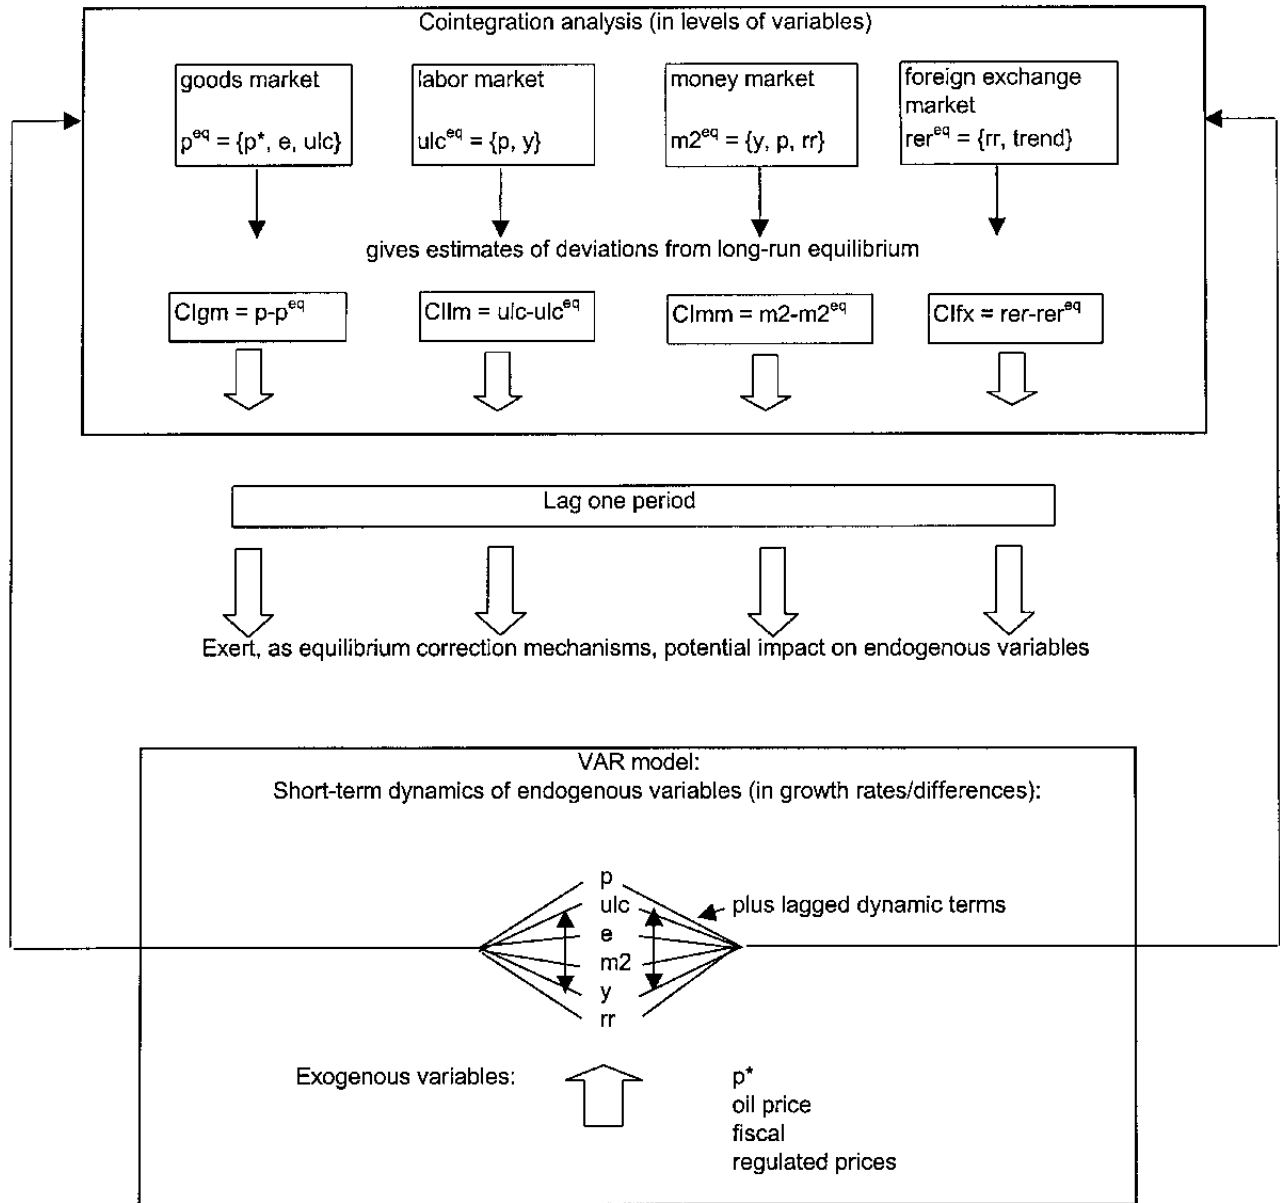 Cointegration analysis (in levels of variables)
goods market
p^eq = {p*, e, ulc}
labor market
ulc^eq = {p, y}
money market
m2^eq = {y, p, rr}
foreign exchange
market
rer^eq = {rr, trend}
gives estimates of deviations from long-run equilibrium
CIgm = p-p^eq
CIlm = ulc-ulc^eq
CImm = m2-m2^eq
CIfx = rer-rer^eq
Lag one period
Exert, as equilibrium correction mechanisms, potential impact on endogenous variables
VAR model:
Short-term dynamics of endogenous variables (in growth rates/differences):
p
ulc
e
m2
y
rr
plus lagged dynamic terms
Exogenous variables:
p*
oil price
fiscal
regulated prices